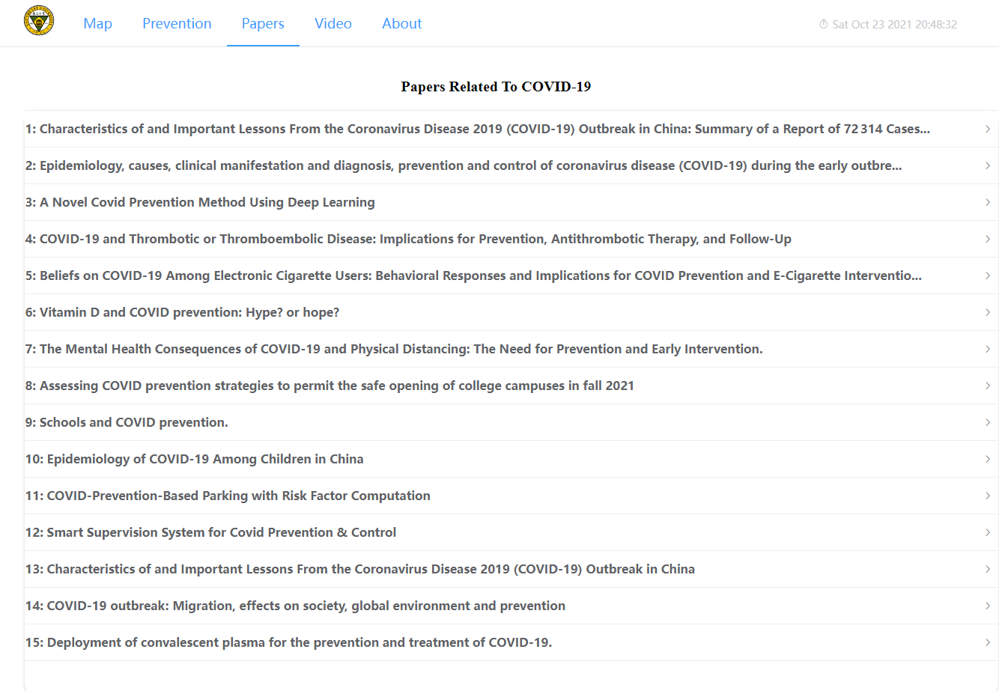 Map Prevention Papers Video About Sat Oct 23 2021 20:48:32
Papers Related To COVID-19
1: Characteristics of and Important Lessons From the Coronavirus Disease 2019 (COVID-19) Outbreak in China: Summary of a Report of 72 314 Cases...
2: Epidemiology, causes, clinical manifestation and diagnosis, prevention and control of coronavirus disease (COVID-19) during the early outbre...
3: A Novel Covid Prevention Method Using Deep Learning
4: COVID-19 and Thrombotic or Thromboembolic Disease: Implications for Prevention, Antithrombotic Therapy, and Follow-Up
5: Beliefs on COVID-19 Among Electronic Cigarette Users: Behavioral Responses and Implications for COVID Prevention and E-Cigarette Interventio...
6: Vitamin D and COVID prevention: Hype? or hope?
7: The Mental Health Consequences of COVID-19 and Physical Distancing: The Need for Prevention and Early Intervention.
8: Assessing COVID prevention strategies to permit the safe opening of college campuses in fall 2021
9: Schools and COVID prevention.
10: Epidemiology of COVID-19 Among Children in China
11: COVID-Prevention-Based Parking with Risk Factor Computation
12: Smart Supervision System for Covid Prevention & Control
13: Characteristics of and Important Lessons From the Coronavirus Disease 2019 (COVID-19) Outbreak in China
14: COVID-19 outbreak: Migration, effects on society, global environment and prevention
15: Deployment of convalescent plasma for the prevention and treatment of COVID-19.